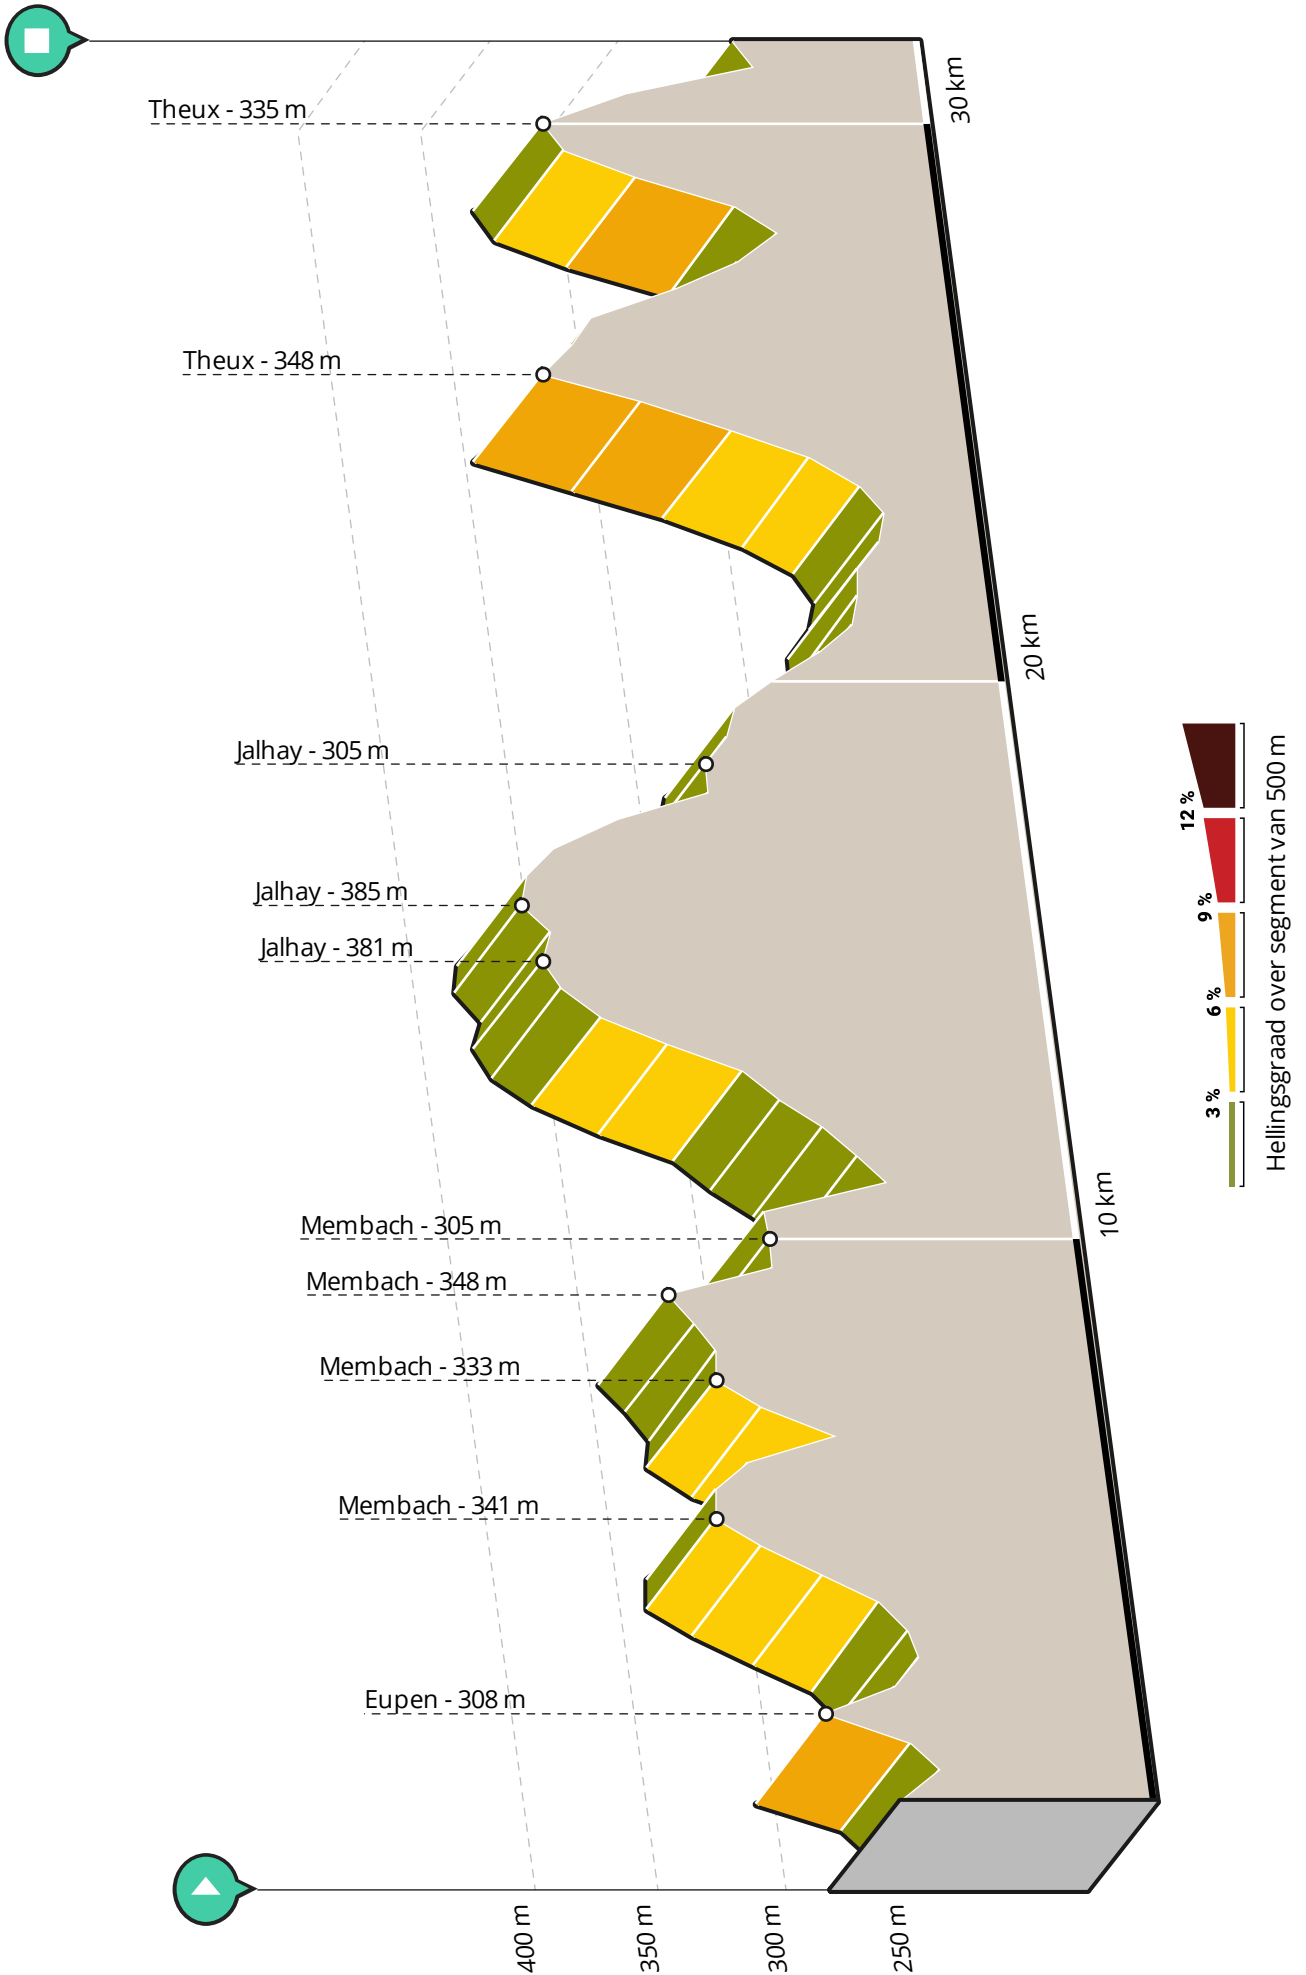 Theux - 335 m
30 km
Theux - 348 m
20 km
Jalhay - 305 m
Jalhay - 385 m
Jalhay - 381 m
10 km
Membach - 305 m
Membach - 348 m
Membach - 333 m
Membach - 341 m
Eupen - 308 m
400 m
350 m
300 m
250 m
3 %
6 %
9 %
12 %
Hellingsgraad over segment van 500 m